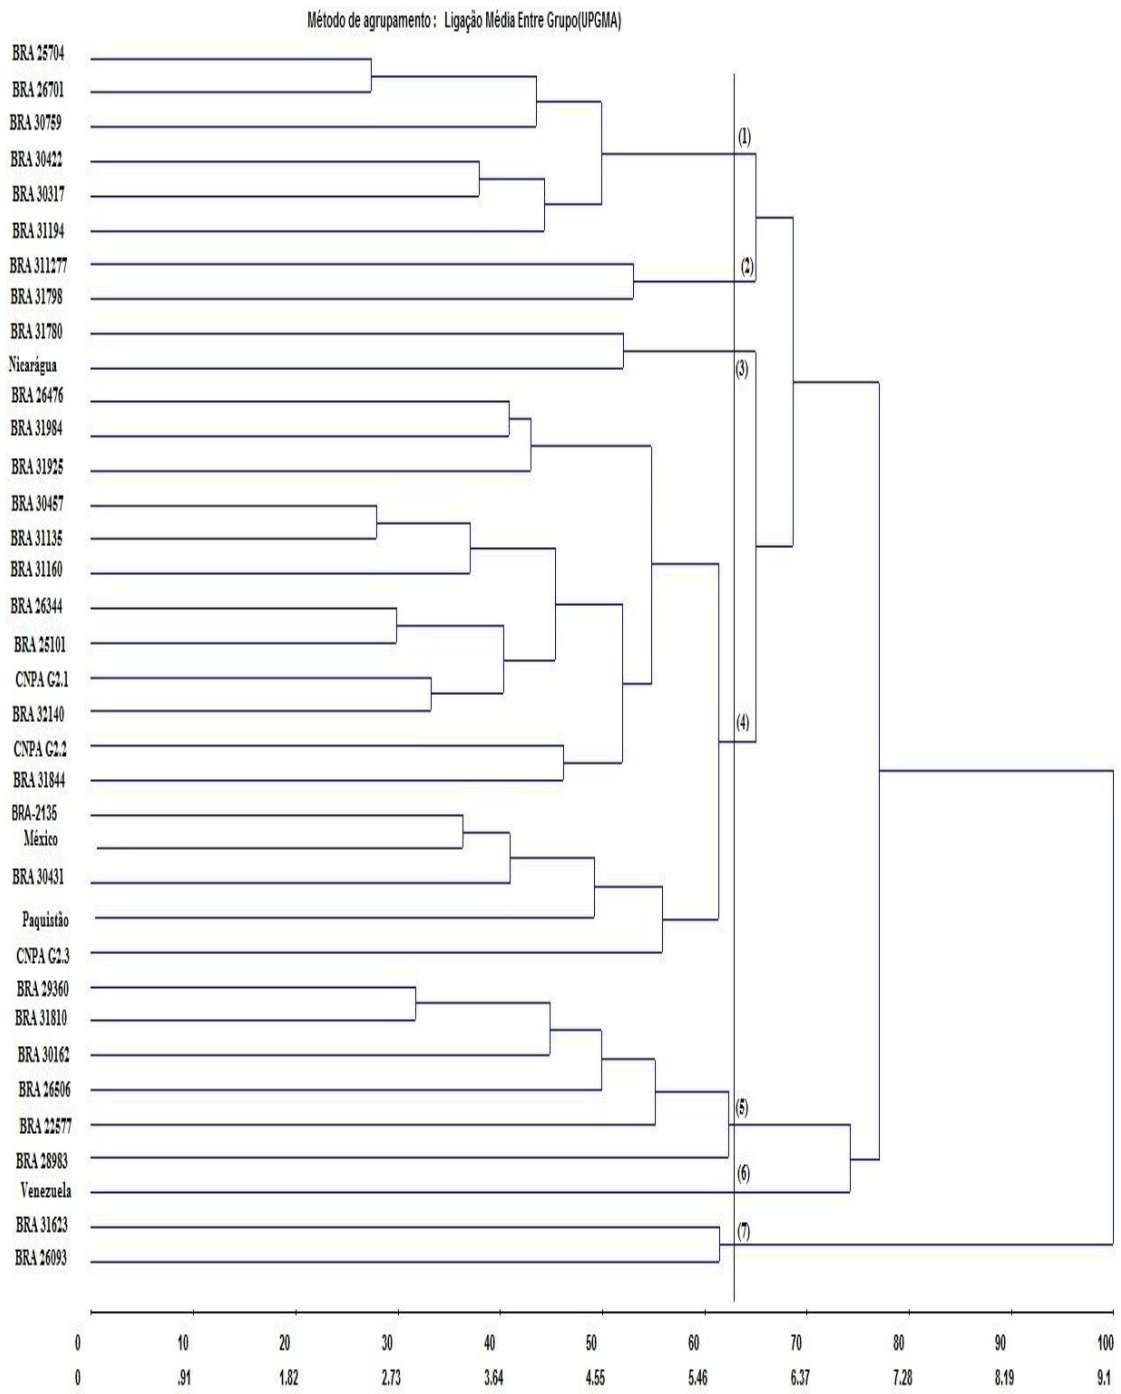 Método de agrupamento : Ligação Média Entre Grupo(UPGMA)
BRA 25704
BRA 26701
BRA 30759
(1)
BRA 30422
BRA 30317
BRA 31194
BRA 311277
(2)
BRA 31798
BRA 31780
Nicarágua
(3)
BRA 26476
BRA 31984
BRA 31925
BRA 30457
BRA 31135
BRA 31160
BRA 26344
BRA 25101
CNPA G2.1
BRA 32140
(4)
CNPA G2.2
BRA 31844
BRA-2135
México
BRA 30431
Paquistão
CNPA G2.3
BRA 29360
BRA 31810
BRA 30162
BRA 26506
(5)
BRA 22577
BRA 28983
(6)
Venezuela
BRA 31623
(7)
BRA 26093
0 10 20 30 40 50 60 70 80 90 100
0 .91 1.82 2.73 3.64 4.55 5.46 6.37 7.28 8.19 9.1